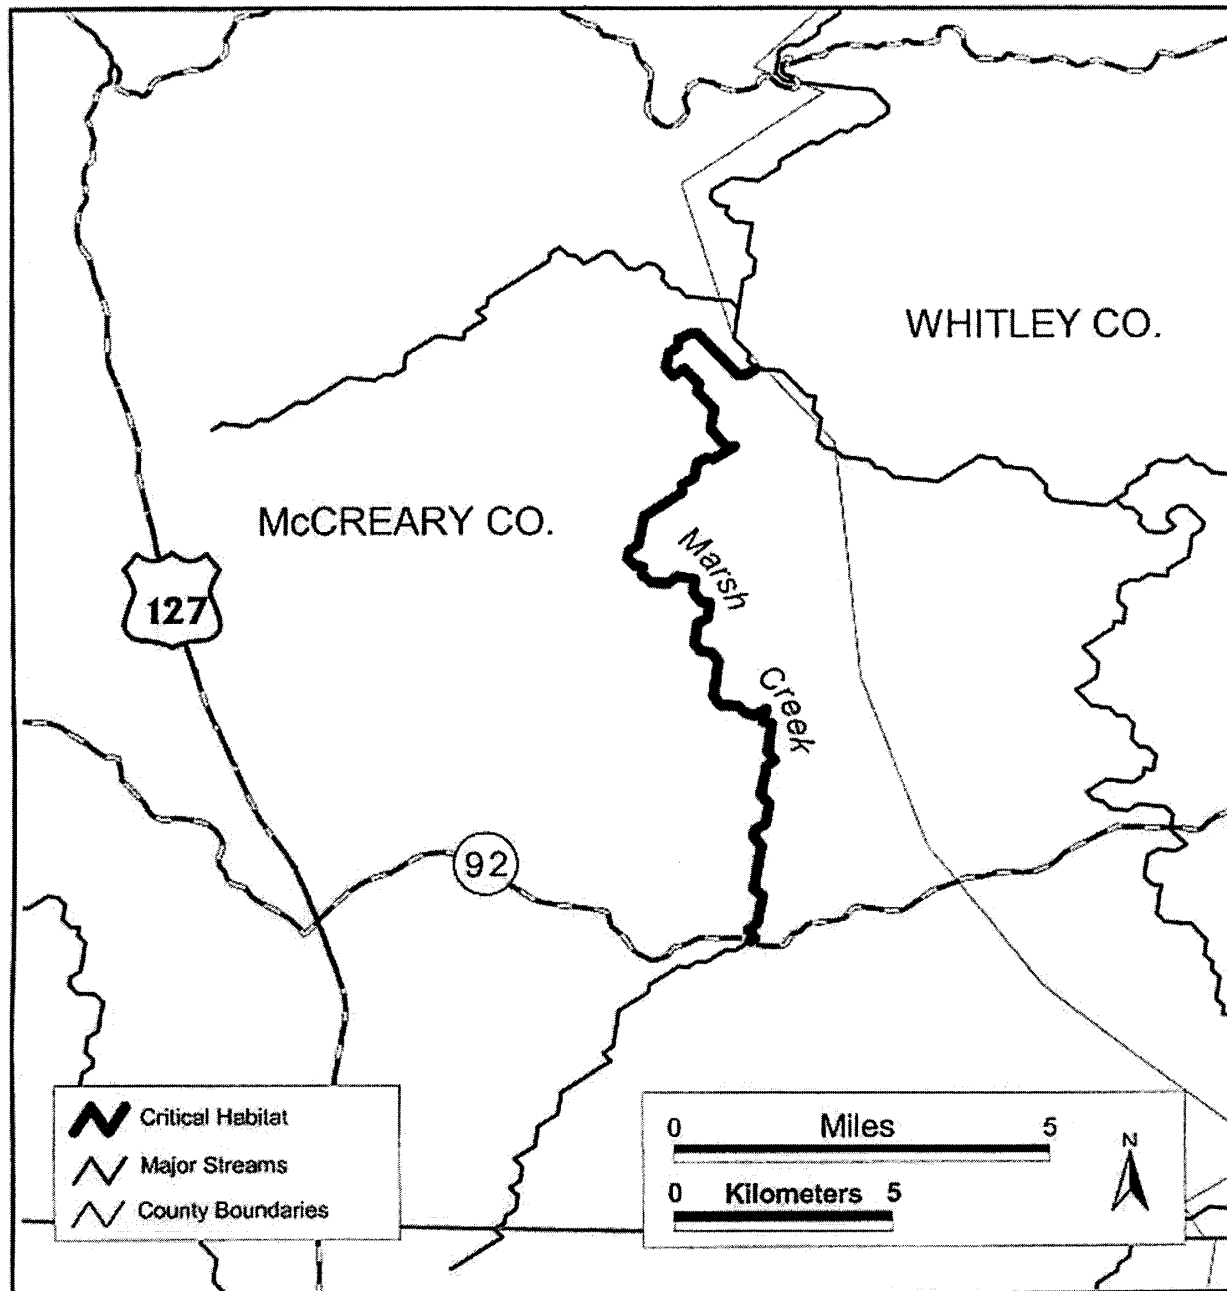 WHITLEY CO.
McCREARY CO.
Marsh
Creek
127
92
Critical Habitat
Major Streams
County Boundaries
0 Miles 5
0 Kilometers 5
N